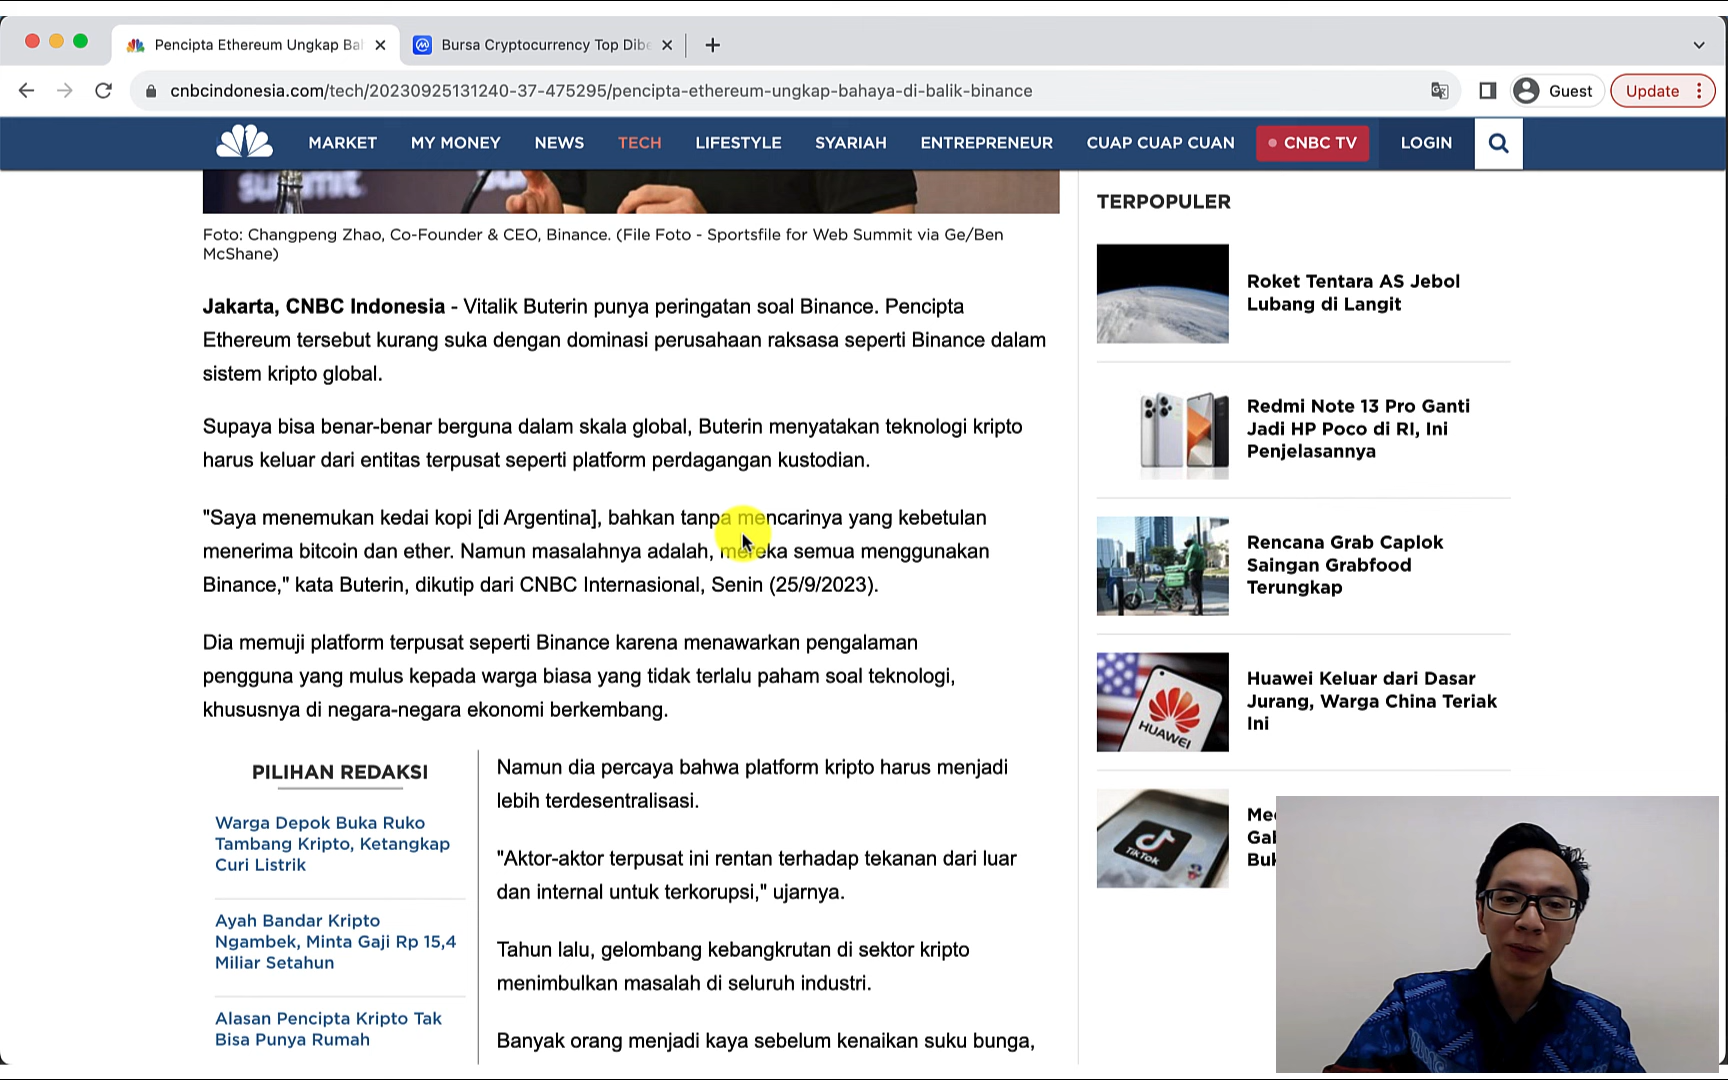 Pencipta Ethereum Ungkap Ba
Bursa Cryptocurrency Top Dibe
cnbcindonesia.com/tech/20230925131240-37-475295/pencipta-ethereum-ungkap-bahaya-di-balik-binance
Guest
Update
MARKET
MY MONEY
NEWS
TECH
LIFESTYLE
SYARIAH
ENTREPRENEUR
CUAP CUAP CUAN
CNBC TV
LOGIN
summit
Foto: Changpeng Zhao, Co-Founder & CEO, Binance. (File Foto - Sportsfile for Web Summit via Ge/Ben
McShane)
Jakarta, CNBC Indonesia - Vitalik Buterin punya peringatan soal Binance. Pencipta
Ethereum tersebut kurang suka dengan dominasi perusahaan raksasa seperti Binance dalam
sistem kripto global.
Supaya bisa benar-benar berguna dalam skala global, Buterin menyatakan teknologi kripto
harus keluar dari entitas terpusat seperti platform perdagangan kustodian.
"Saya menemukan kedai kopi [di Argentina], bahkan tanpa mencarinya yang kebetulan
menerima bitcoin dan ether. Namun masalahnya adalah, mereka semua menggunakan
Binance," kata Buterin, dikutip dari CNBC Internasional, Senin (25/9/2023).
Dia memuji platform terpusat seperti Binance karena menawarkan pengalaman
pengguna yang mulus kepada warga biasa yang tidak terlalu paham soal teknologi,
khususnya di negara-negara ekonomi berkembang.
PILIHAN REDAKSI
Warga Depok Buka Ruko
Tambang Kripto, Ketangkap
Curi Listrik
Ayah Bandar Kripto
Ngambek, Minta Gaji Rp 15,4
Miliar Setahun
Alasan Pencipta Kripto Tak
Bisa Punya Rumah
Namun dia percaya bahwa platform kripto harus menjadi
lebih terdesentralisasi.
"Aktor-aktor terpusat ini rentan terhadap tekanan dari luar
dan internal untuk terkorupsi," ujarnya.
Tahun lalu, gelombang kebangkrutan di sektor kripto
menimbulkan masalah di seluruh industri.
Banyak orang menjadi kaya sebelum kenaikan suku bunga,
TERPOPULER
Roket Tentara AS Jebol
Lubang di Langit
Redmi Note 13 Pro Ganti
Jadi HP Poco di RI, Ini
Penjelasannya
Rencana Grab Caplok
Saingan Grabfood
Terungkap
HUAWEI
Huawei Keluar dari Dasar
Jurang, Warga China Teriak
Ini
TikTok